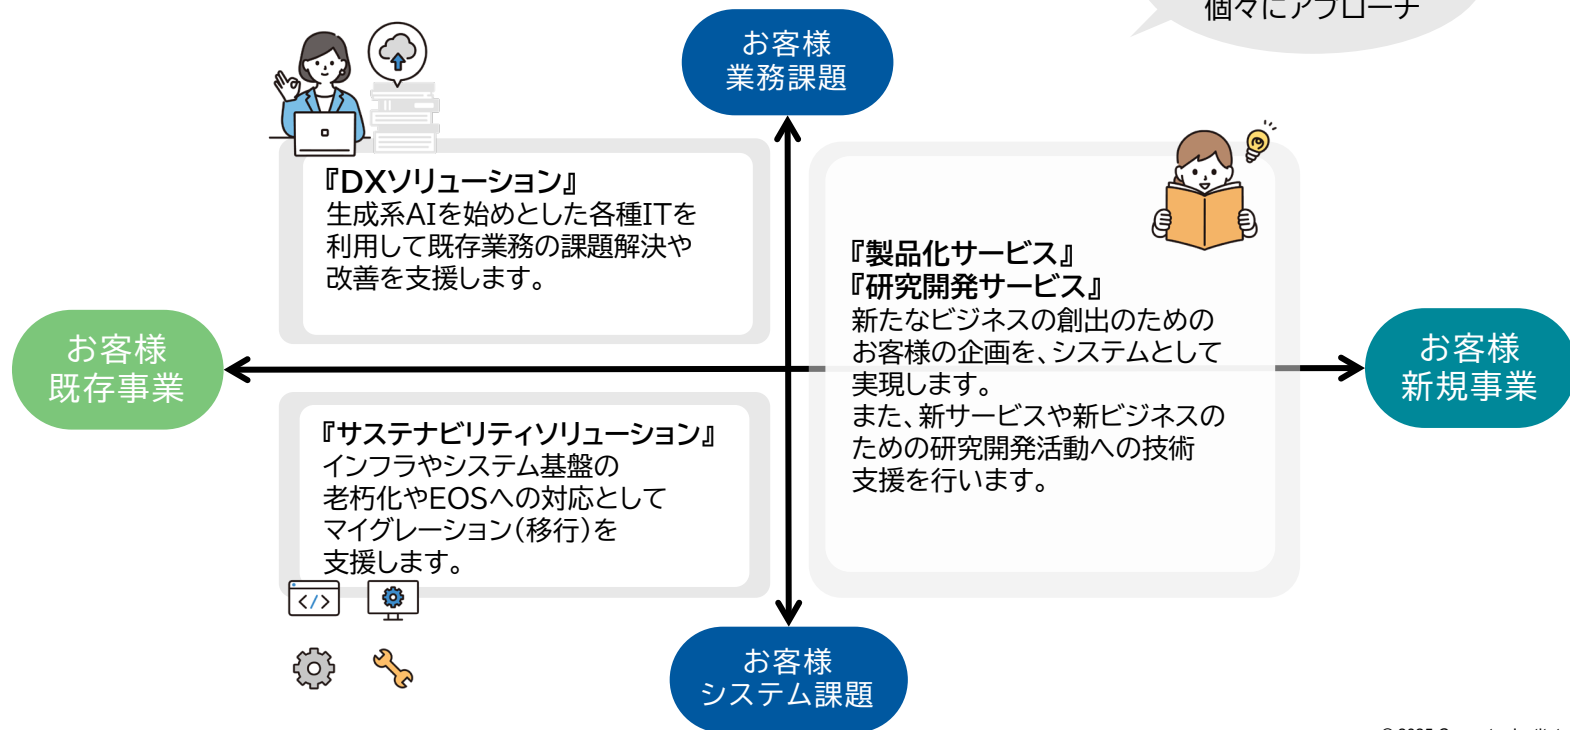 個々にアプローチ
お客様
業務課題
『DXソリューション』
生成系AIを始めとした各種ITを
利用して既存業務の課題解決や
改善を支援します。
『製品化サービス』
『研究開発サービス』
新たなビジネスの創出のための
お客様の企画を、システムとして
実現します。
また、新サービスや新ビジネスの
ための研究開発活動への技術
支援を行います。
お客様
既存事業
お客様
新規事業
『サステナビリティソリューション』
インフラやシステム基盤の
老朽化やEOSへの対応として
マイグレーション(移行)を
支援します。
</>
お客様
システム課題